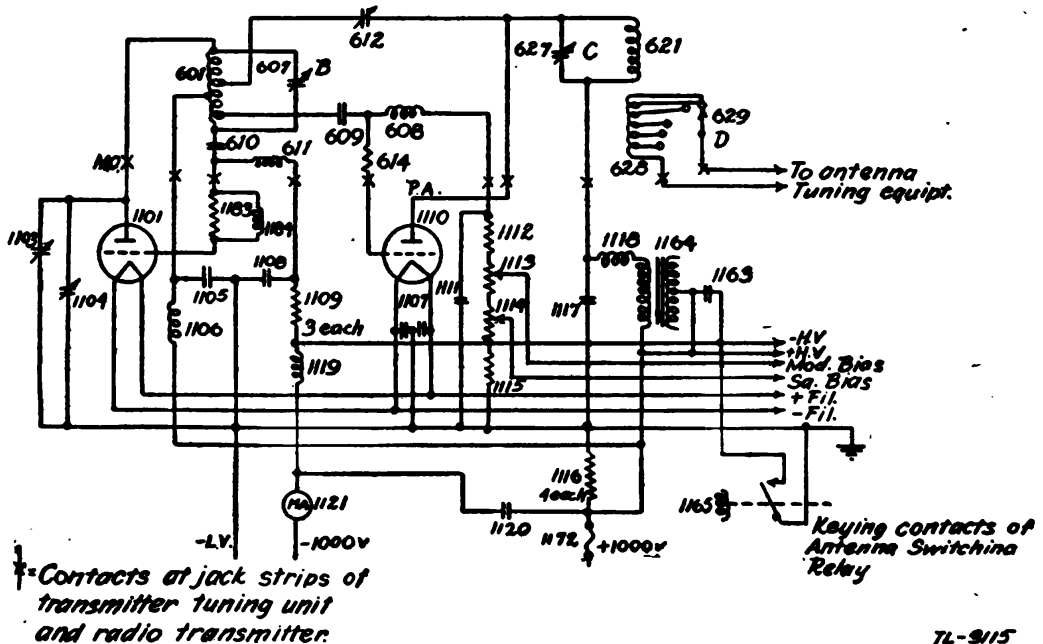 612
601
607
B
627
C
621
609
608
629
D
628
610
611
614
M.O.
P.A.
To antenna
Tuning equipt.
1101
1103
1104
1183
1184
1110
1112
1113
1114
1111
1115
1118
1164
1163
1117
1105
1108
1106
1109
1107
3 each
1119
-H.V
+H.V
Mod. Bias
Sa. Bias
+ Fil.
- Fil.
1116
4 each
1165
MA
1121
1120
1172
-L.V.
-1000v
+1000v
Keying contacts of
Antenna Switching
Relay
= Contacts at jack strips of
transmitter tuning unit
and radio transmitter.
TL-9115